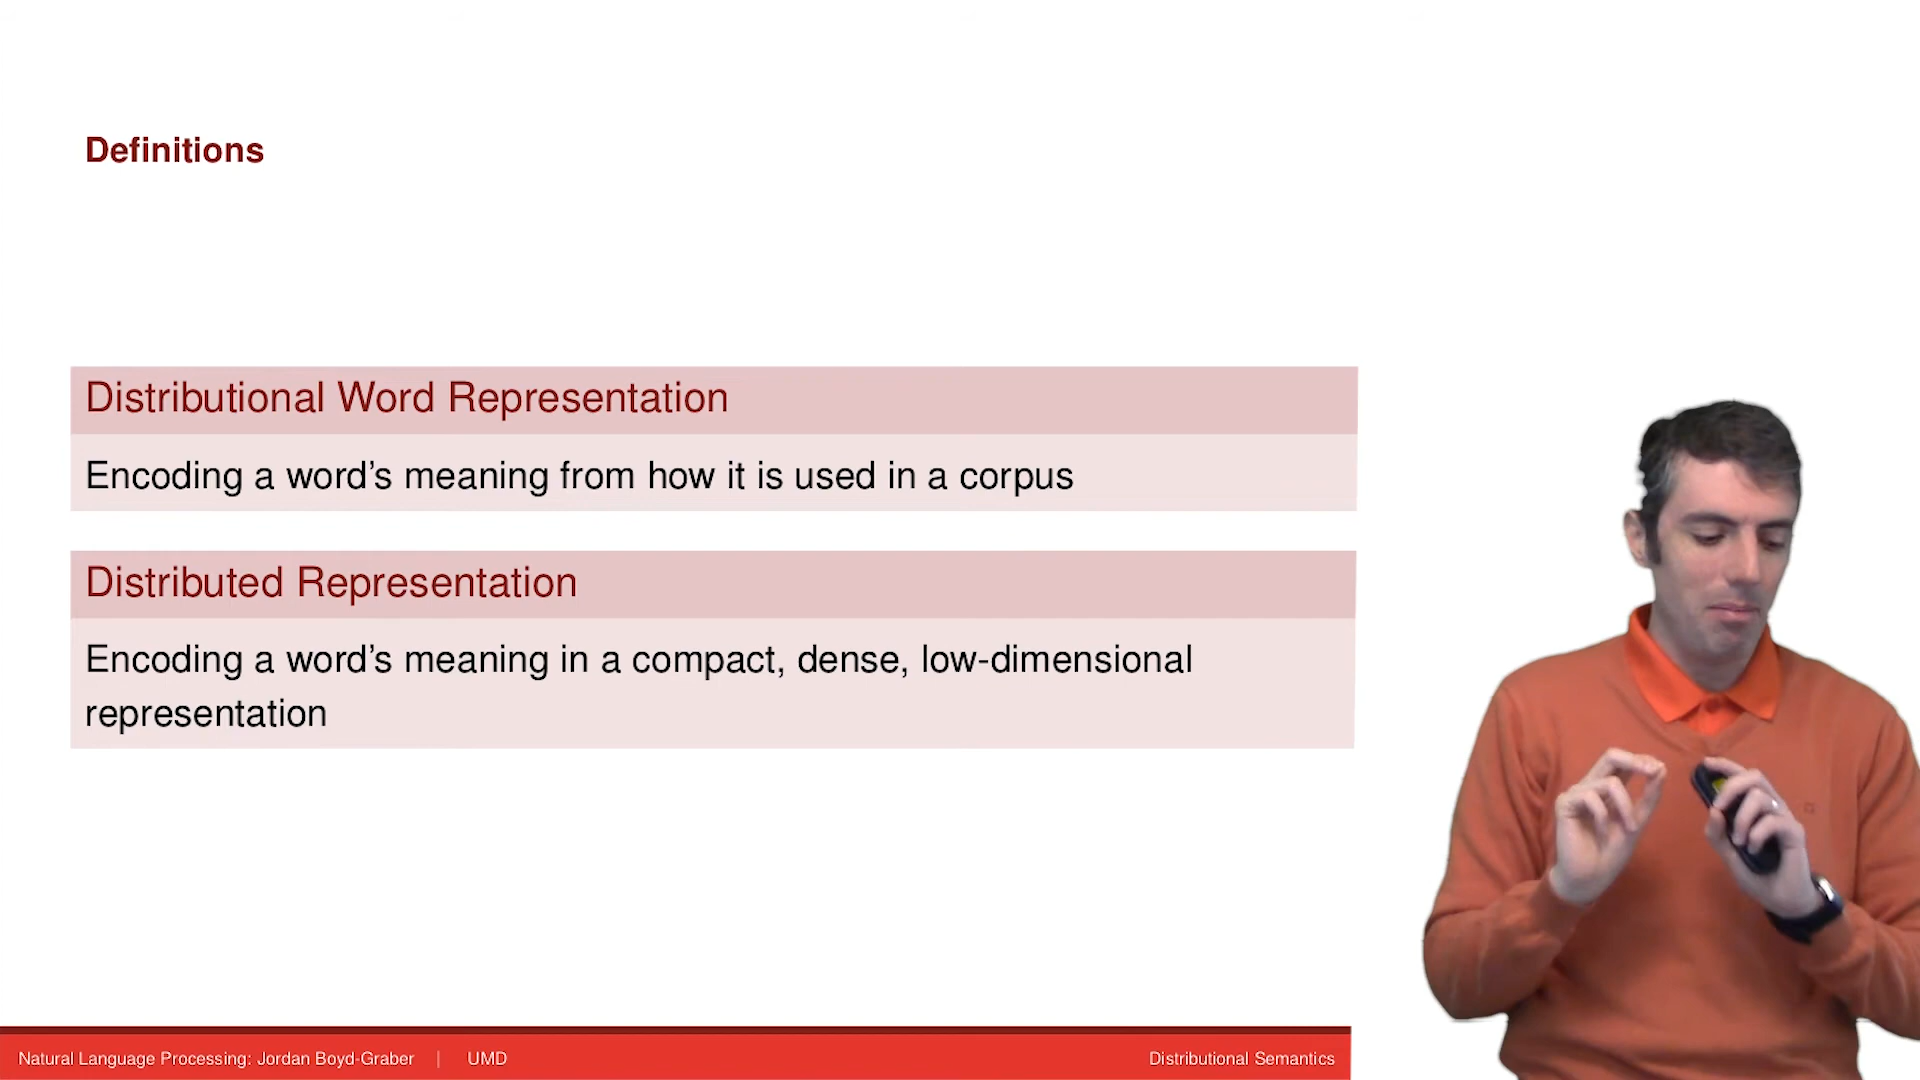 Definitions
Distributional Word Representation
Encoding a word’s meaning from how it is used in a corpus
Distributed Representation
Encoding a word’s meaning in a compact, dense, low-dimensional
representation
Natural Language Processing: Jordan Boyd-Graber | UMD
Distributional Semantics